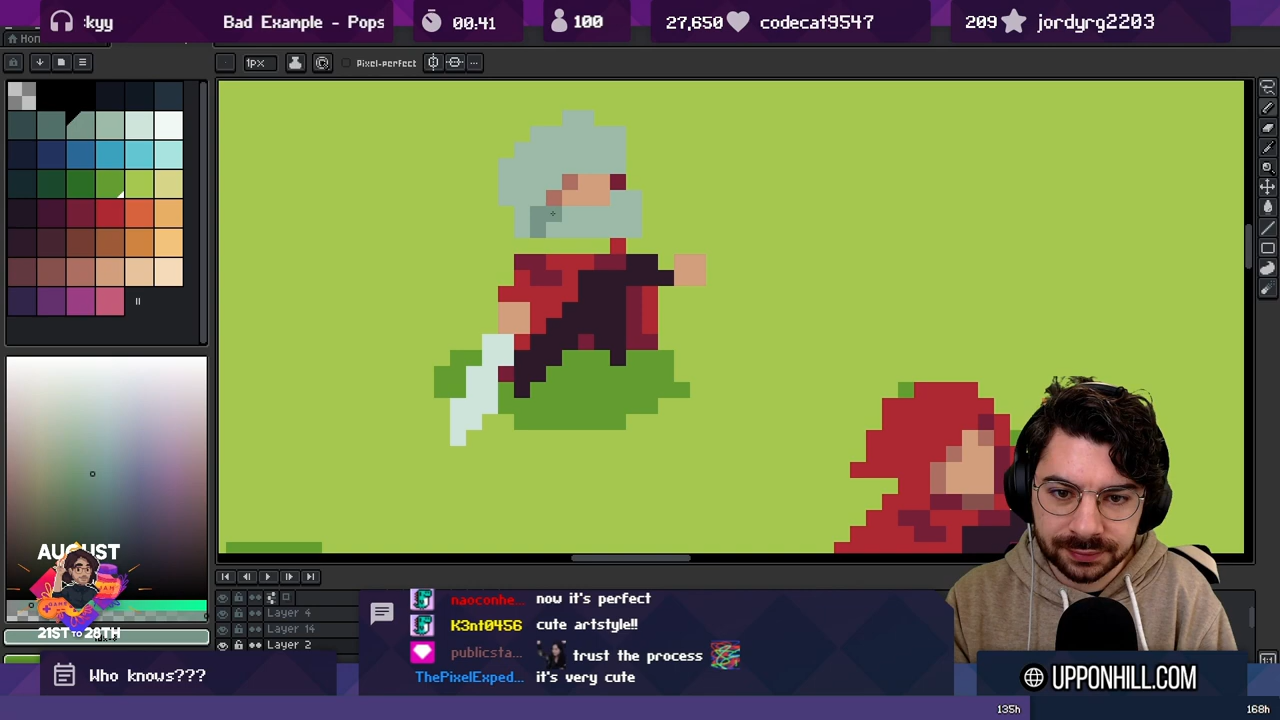 :kyy
Bad Example - Pops
00:41
100
27,650
codecat9547
209
jordyrg2203
Hon
1px
Pixel-perfect
...
Layer 4
Layer 14
Layer 2
AUGUST
21ST TO 28TH
naoconhe... now it's perfect
K3nt0456 cute artstyle!!
publicsta... trust the process
ThePixelExped... it's very cute
Who knows???
UPPONHILL.COM
135h
168h